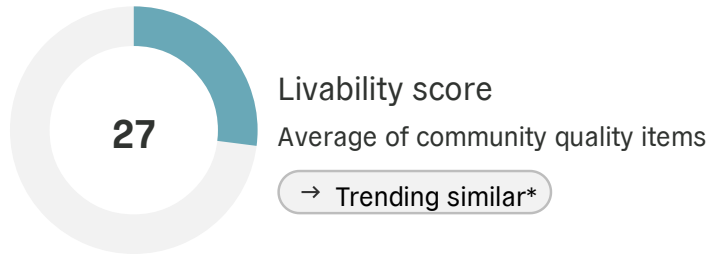 27
Livability score
Average of community quality items
→ Trending similar*